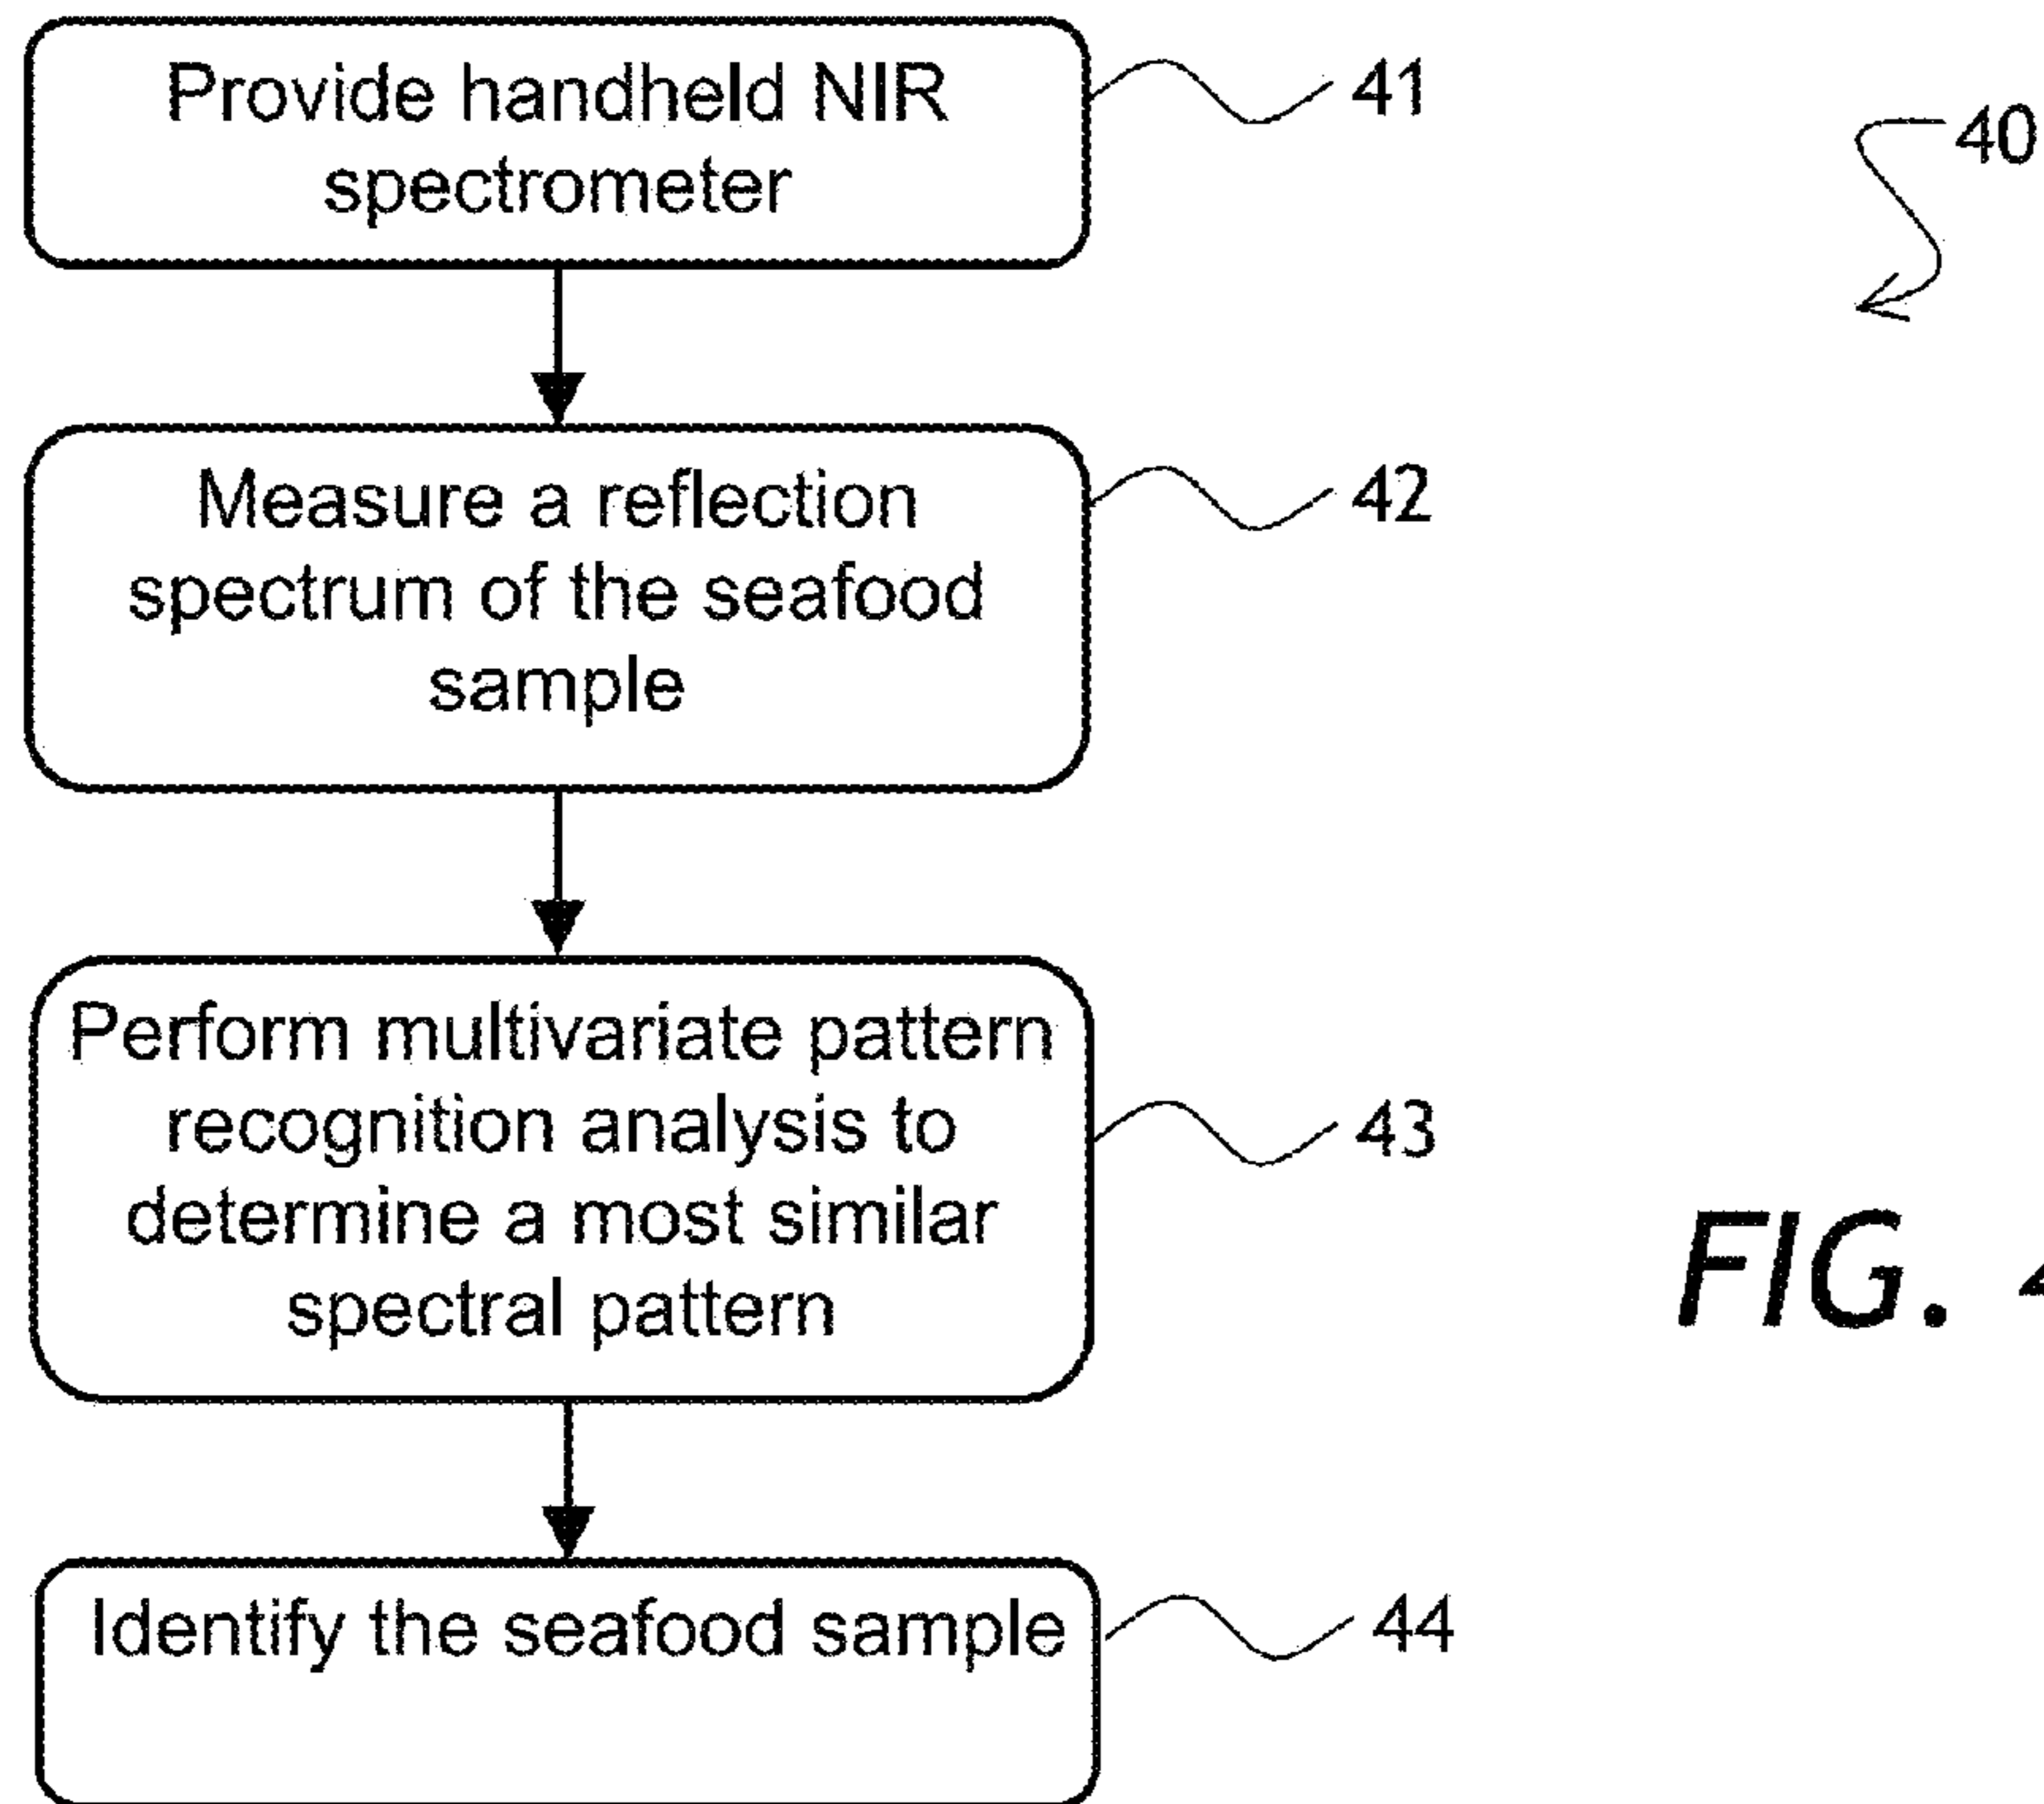 Provide handheld NIR
spectrometer
41
40
Measure a reflection
spectrum of the seafood
sample
42
Perform multivariate pattern
recognition analysis to
determine a most similar
spectral pattern
43
FIG.
Identify the seafood sample
44